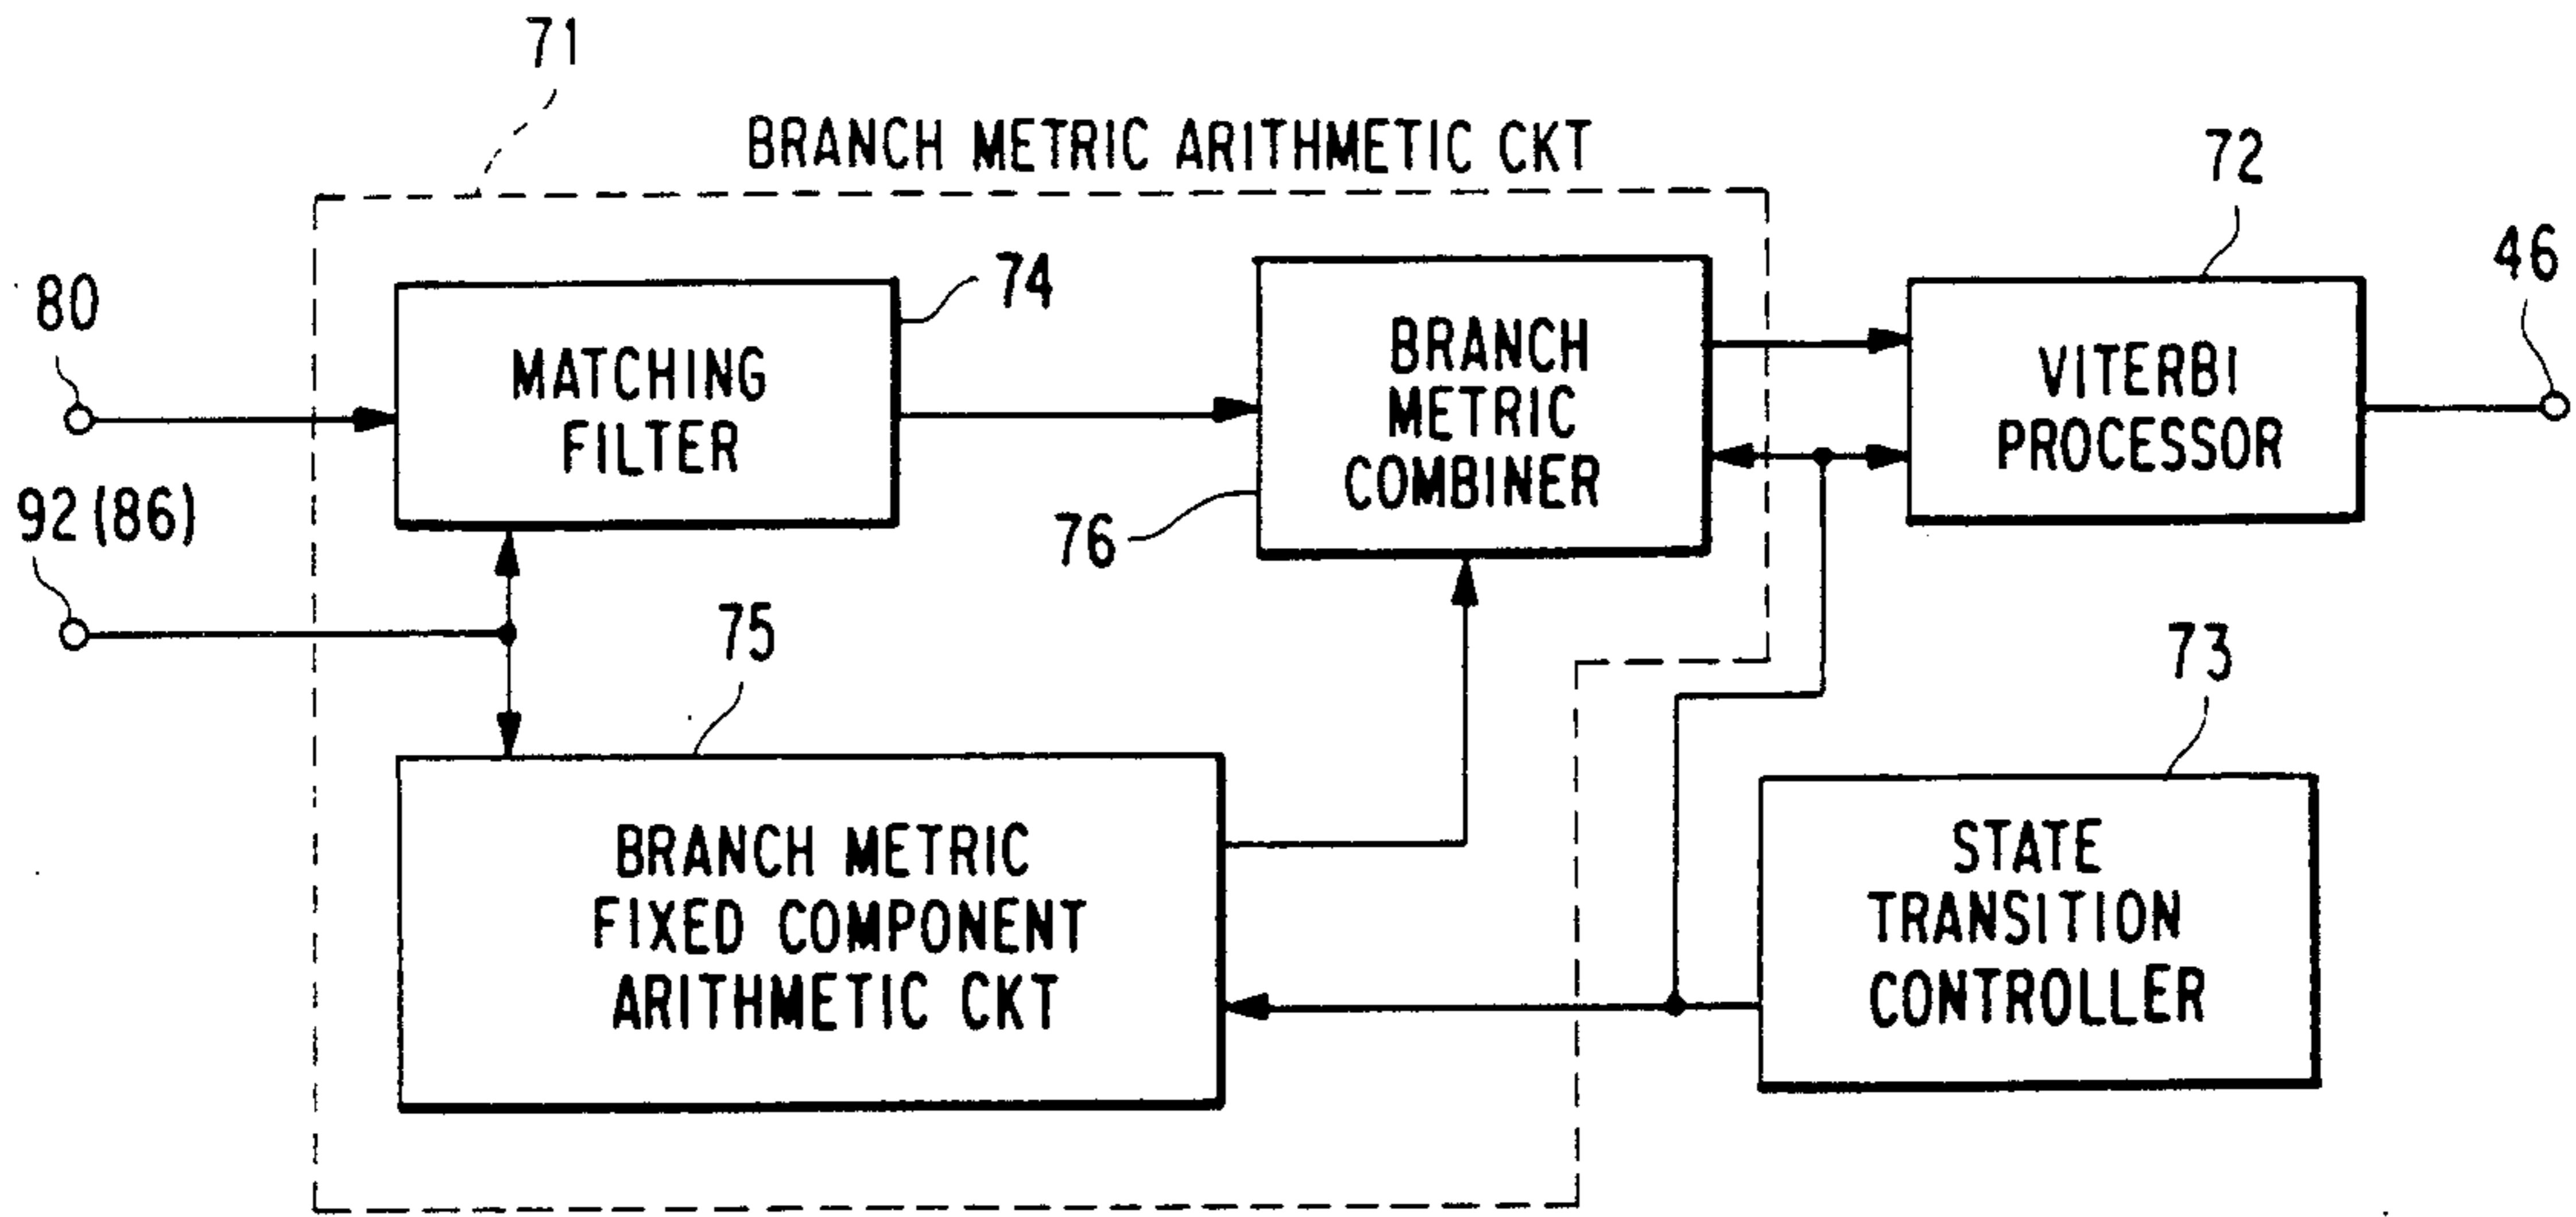 71
BRANCH METRIC ARITHMETIC CKT
72
46
80
74
MATCHING
FILTER
BRANCH
METRIC
COMBINER
VITERBI
PROCESSOR
92 (86)
76
75
73
BRANCH METRIC
FIXED COMPONENT
ARITHMETIC CKT
STATE
TRANSITION
CONTROLLER